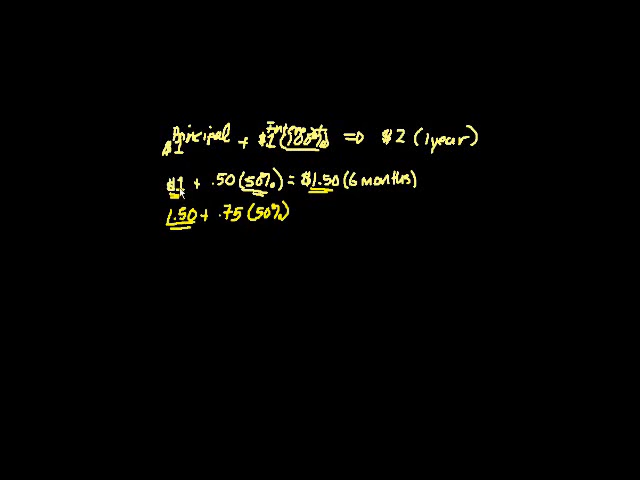 Principal Interest
$1 + $1 (100%) => $2 (1 year)
$1 + .50 (50%) = $1.50 (6 months)
1.50 + .75 (50%)